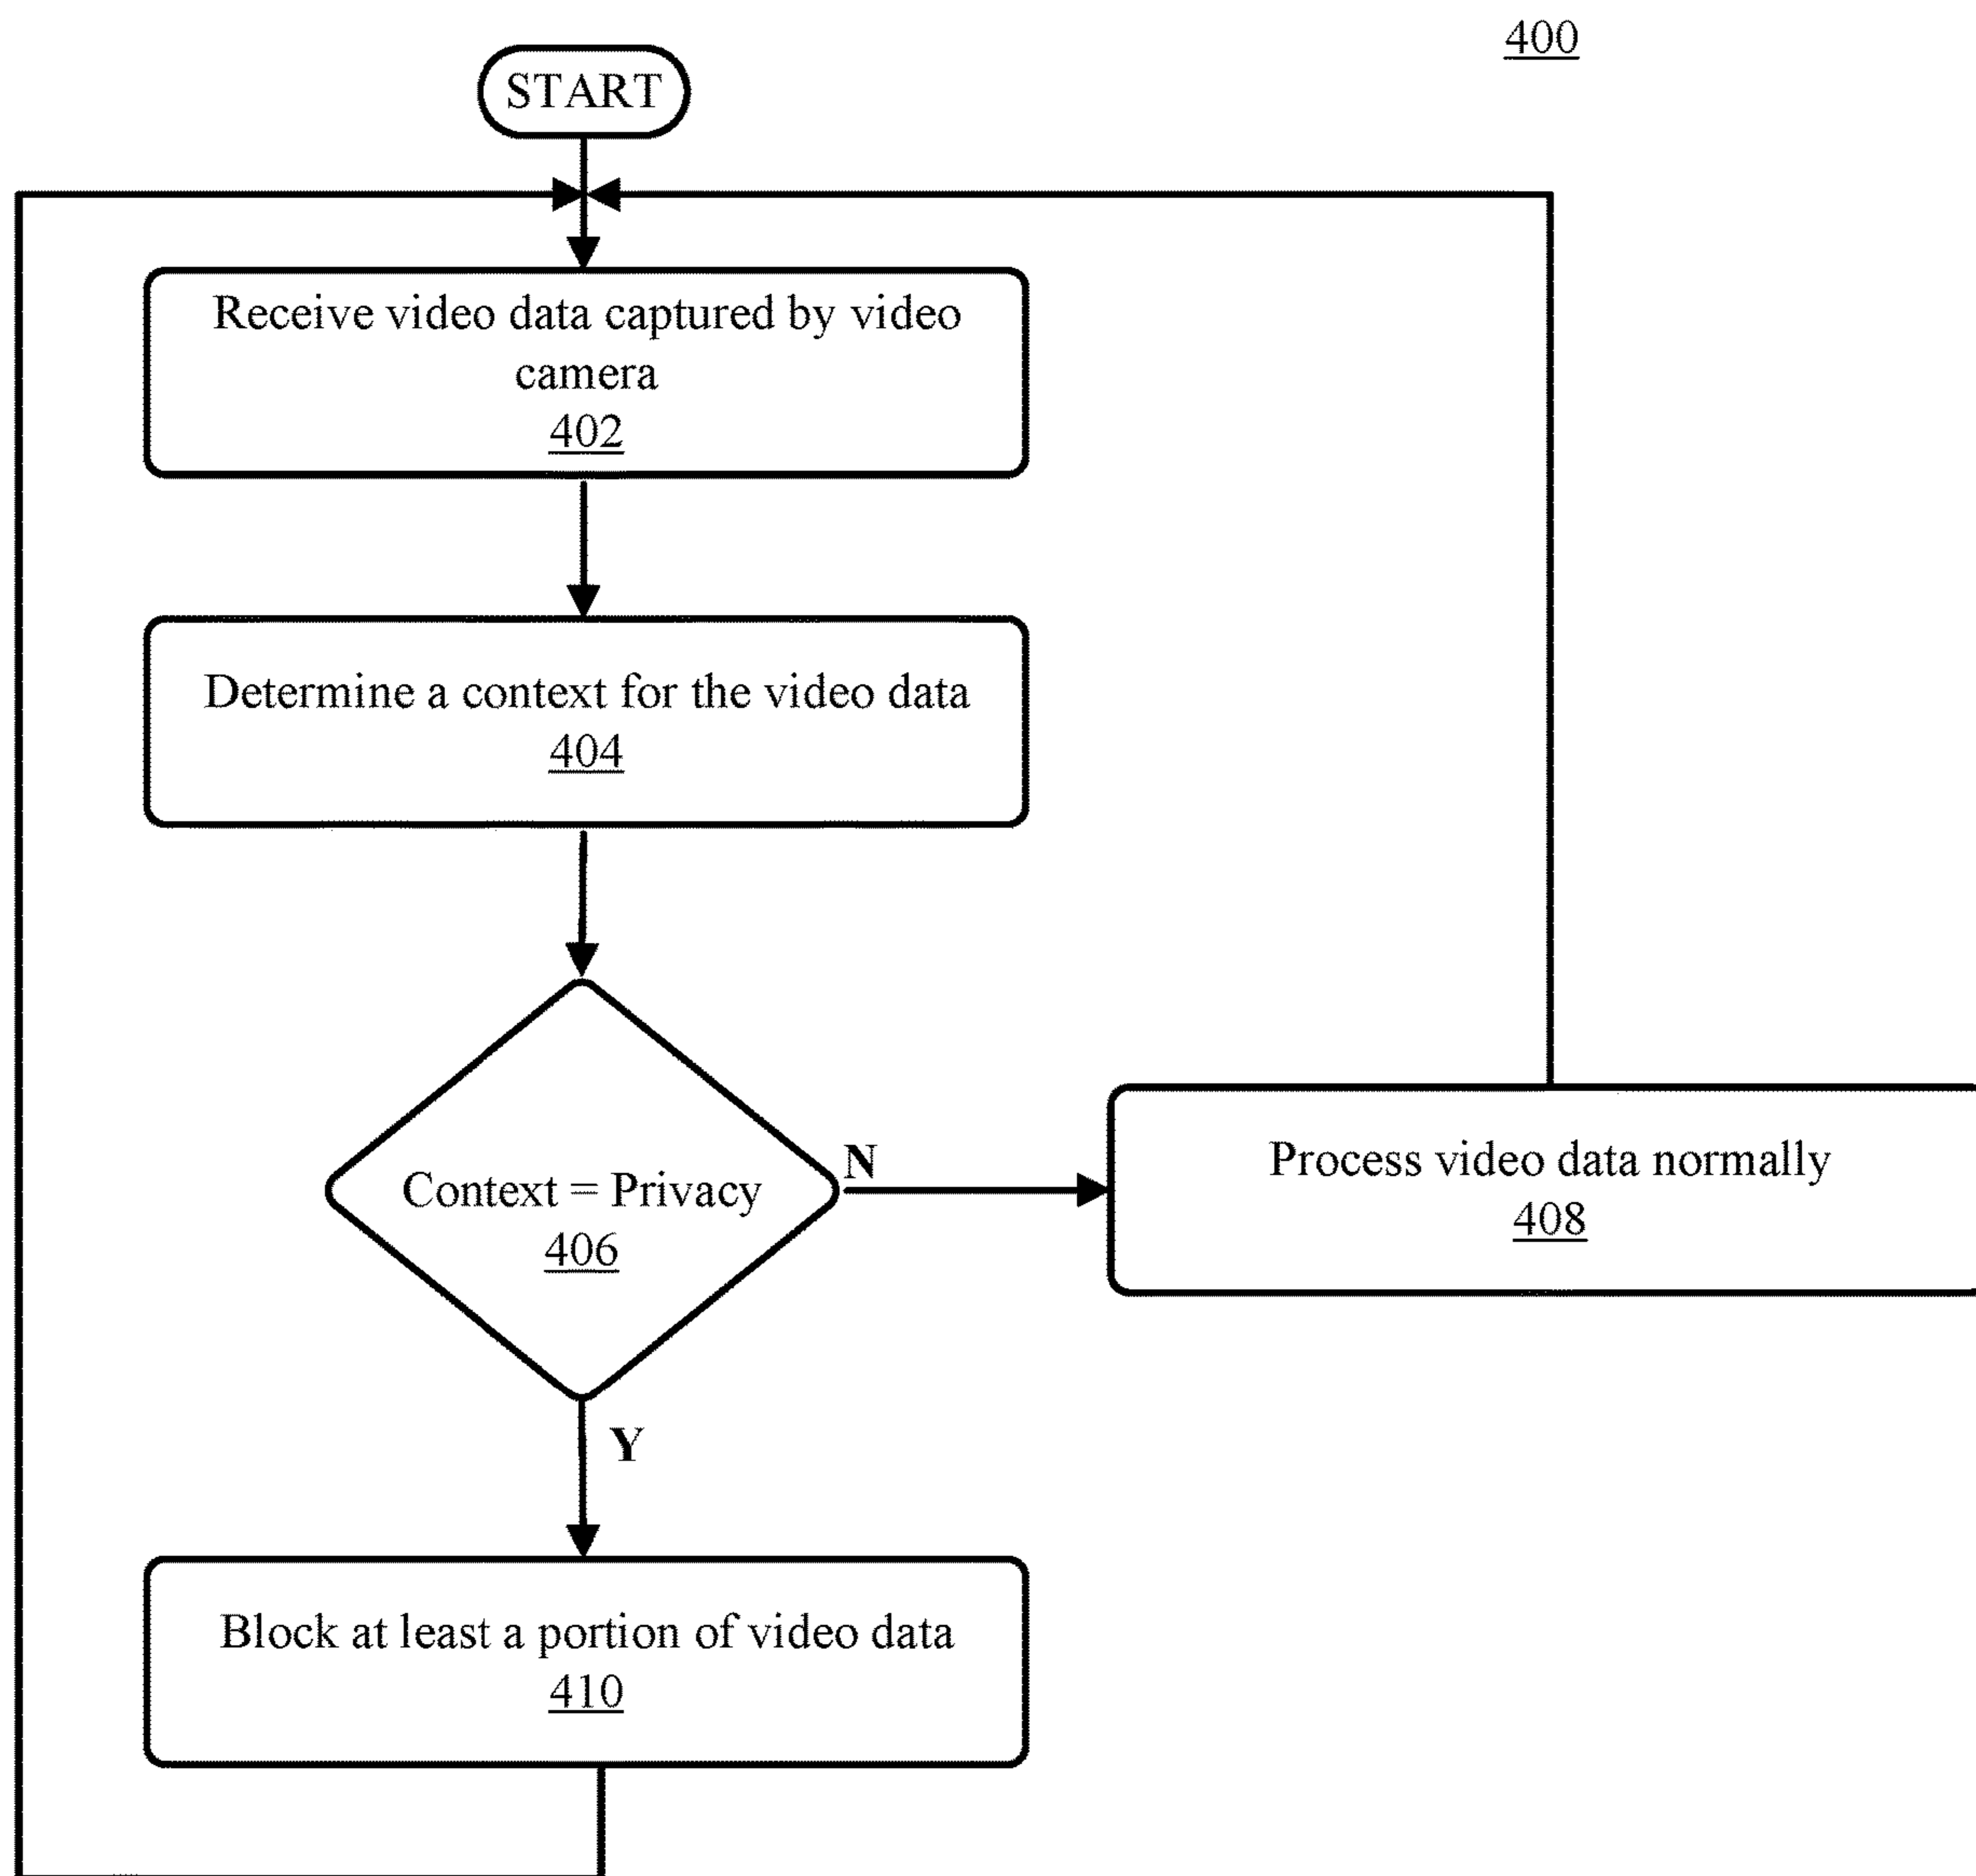 400
START
Receive video data captured by video
camera
402
Determine a context for the video data
404
Context = Privacy
406
N
Process video data normally
408
Y
Block at least a portion of video data
410